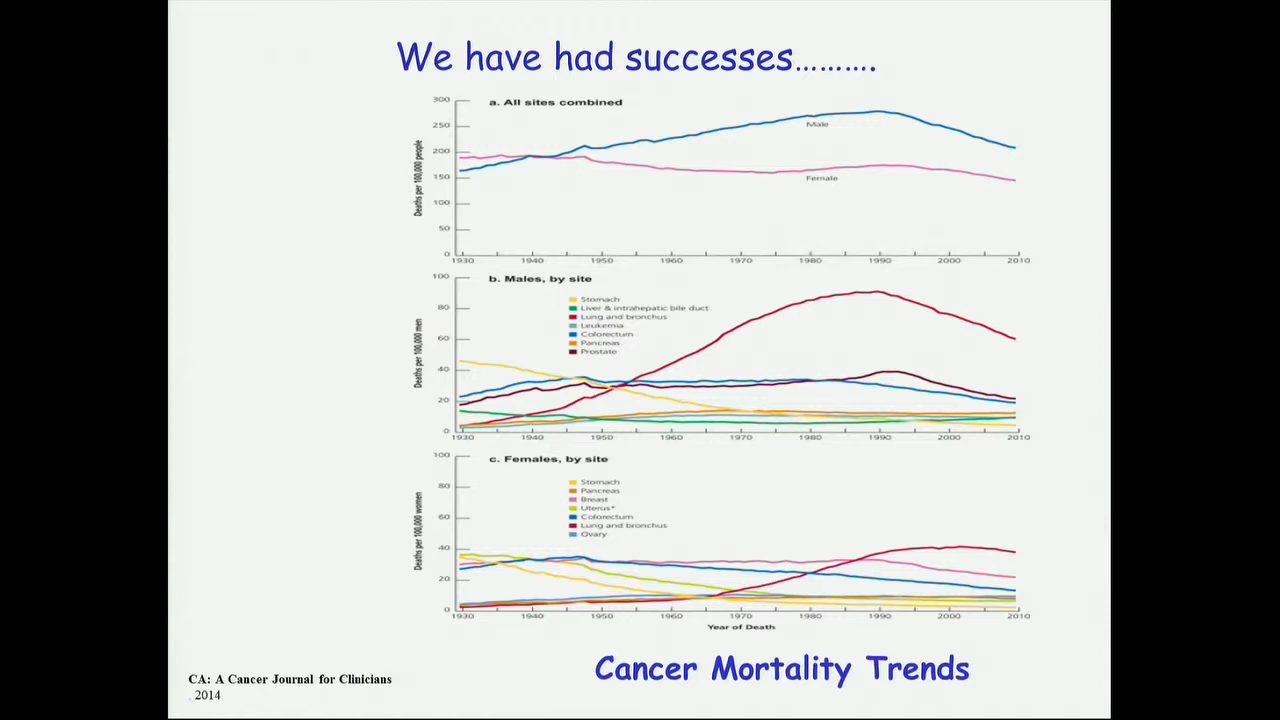 We have had successes……….
a. All sites combined
Deaths per 100,000 people
300
250
200
150
100
50
0
Male
Female
1930 1940 1950 1960 1970 1980 1990 2000 2010
b. Males, by site
Deaths per 100,000 men
100
80
60
40
20
0
Stomach
Liver & intrahepatic bile duct
Lung and bronchus
Leukemia
Colorectum
Pancreas
Prostate
1930 1940 1950 1960 1970 1980 1990 2000 2010
c. Females, by site
Deaths per 100,000 women
100
80
60
40
20
0
Stomach
Pancreas
Breast
Uterus*
Colorectum
Lung and bronchus
Ovary
1930 1940 1950 1960 1970 1980 1990 2000 2010
Year of Death
Cancer Mortality Trends
CA: A Cancer Journal for Clinicians
2014